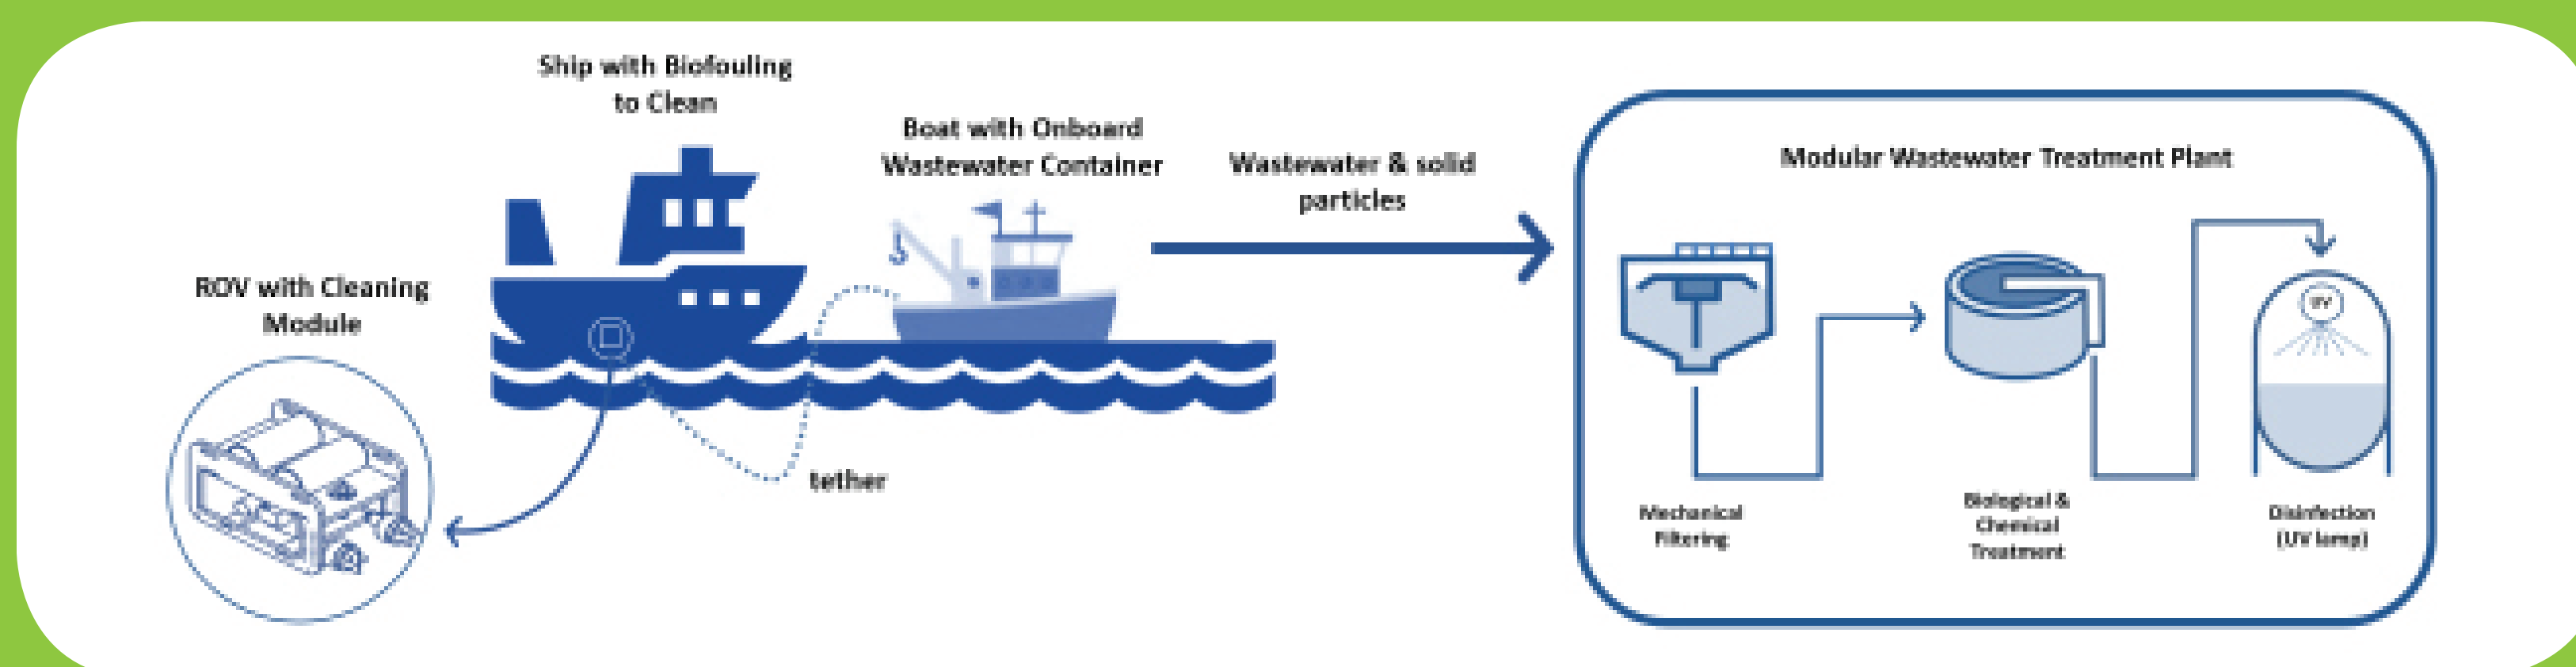 Ship with Biofouling
to Clean
Boat with Onboard
Wastewater Container
Wastewater & solid
particles
Modular Wastewater Treatment Plant
ROV with Cleaning
Module
UV
tether
Mechanical
Filtering
Biological &
Chemical
Treatment
Disinfection
(UV lamp)